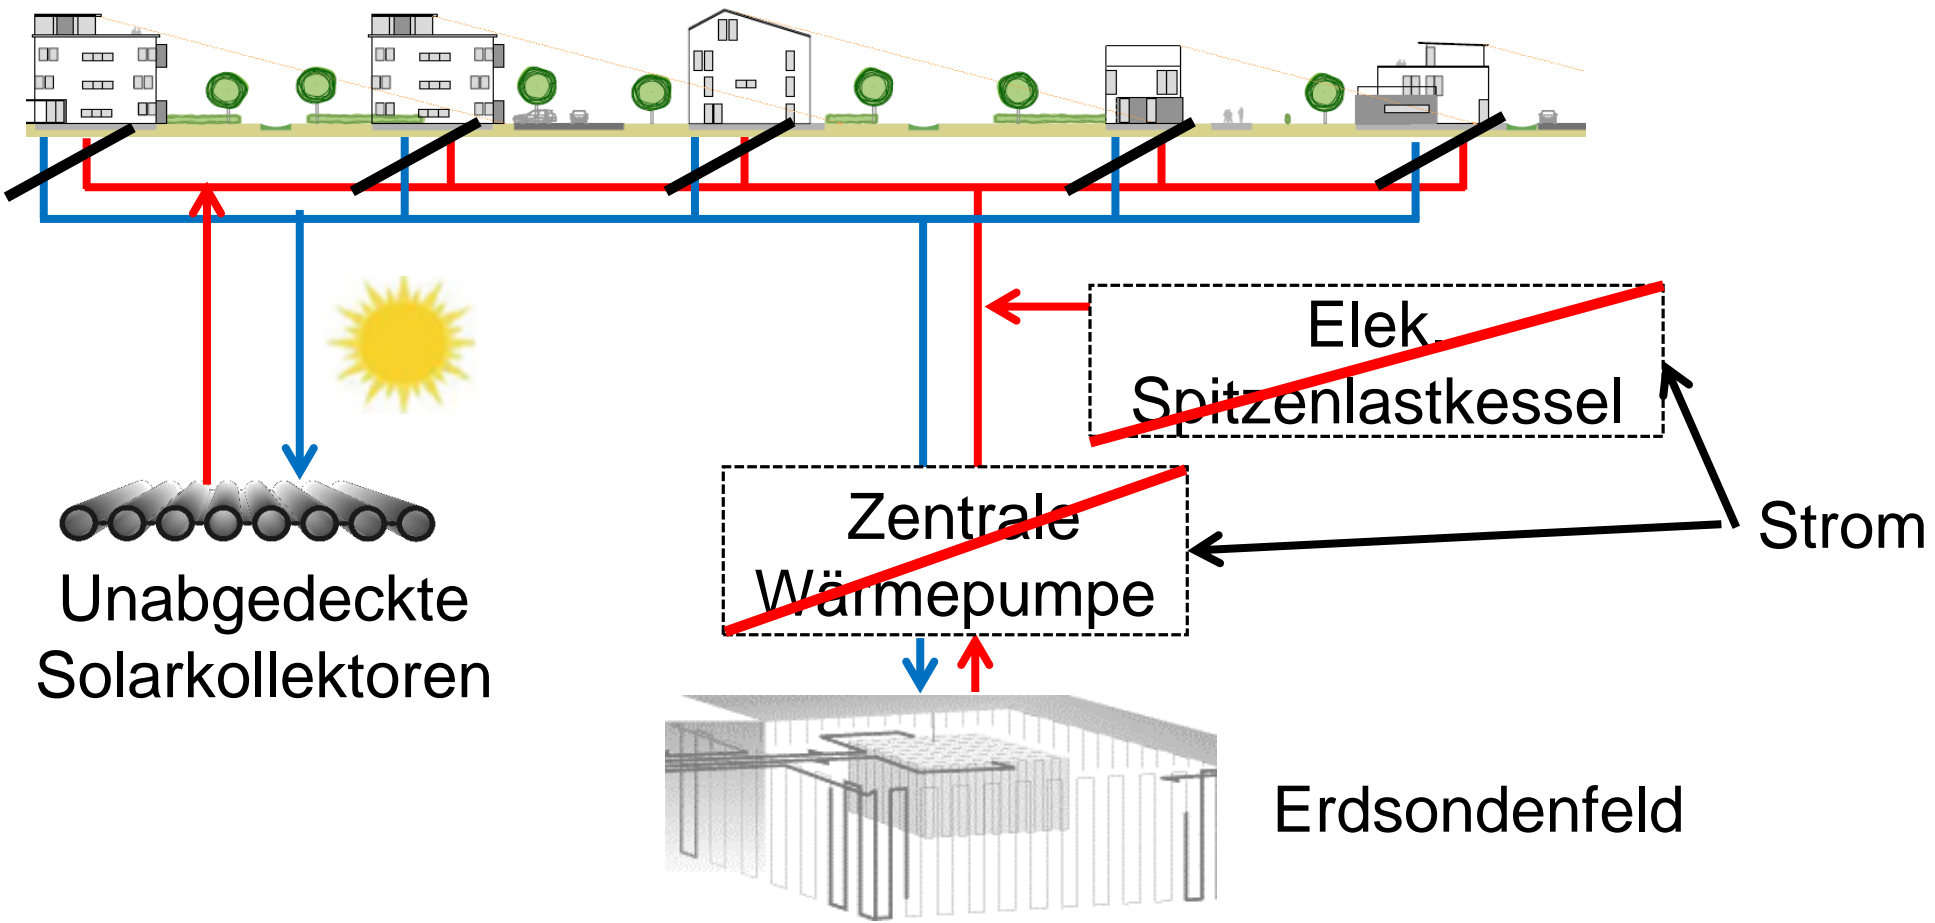 Elek.
Spitzenlastkessel
Zentrale
Wärmepumpe
Strom
Unabgedeckte
Solarkollektoren
Erdsondenfeld